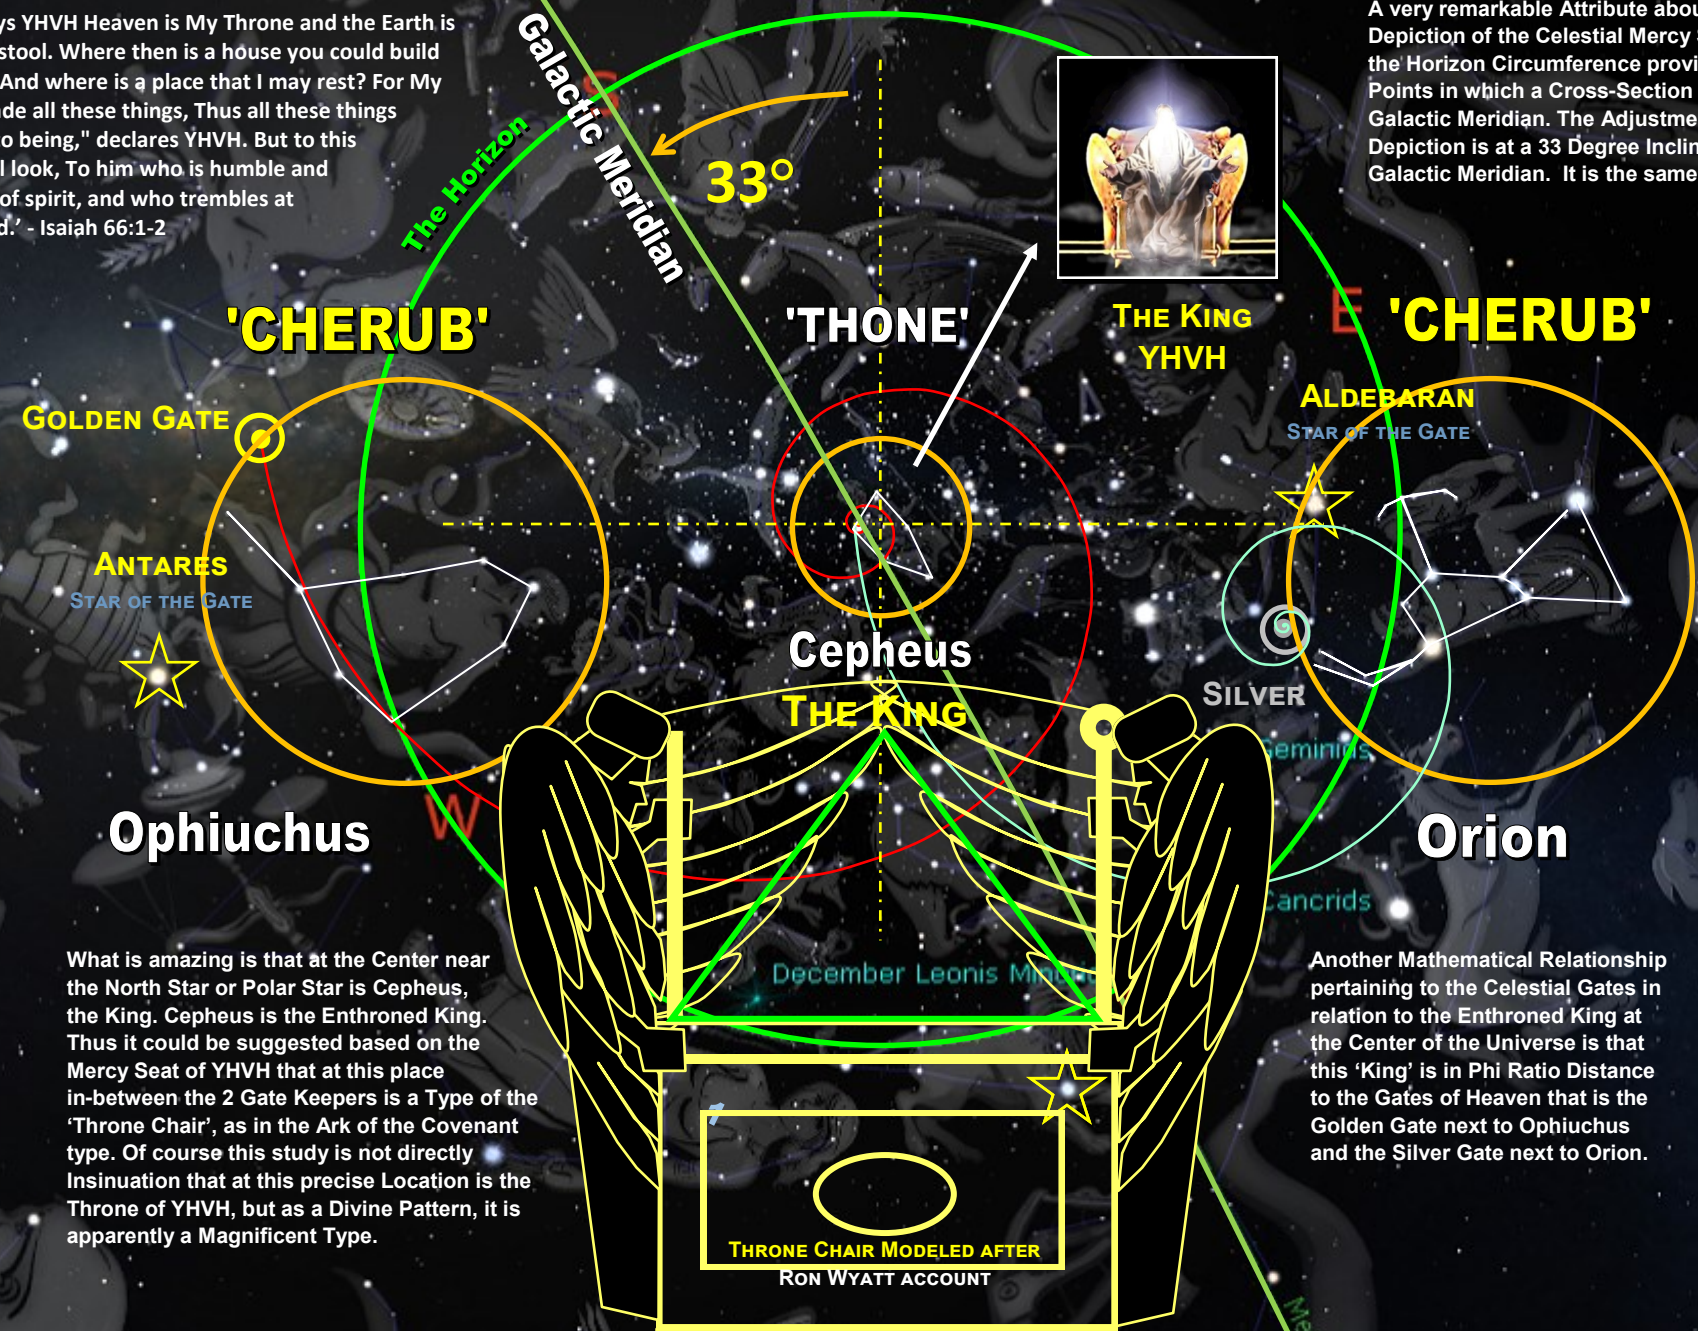 ys YHVH Heaven is My Throne and the Earth is
stool. Where then is a house you could build
And where is a place that I may rest? For My
de all these things, Thus all these things
o being," declares YHVH. But to this
l look, To him who is humble and
of spirit, and who trembles at
d.' - Isaiah 66:1-2
A very remarkable Attribute abou
Depiction of the Celestial Mercy
the Horizon Circumference provi
Points in which a Cross-Section
Galactic Meridian. The Adjustme
Depiction is at a 33 Degree Inclin
Galactic Meridian. It is the same
Galactic Meridian
S
The Horizon
33°
'CHERUB'
'THONE'
THE KING
YHVH
E
'CHERUB'
GOLDEN GATE
ALDEBARAN
STAR OF THE GATE
ANTARES
STAR OF THE GATE
Cepheus
THE KING
SILVER
Geminids
W
Ophiuchus
Orion
Cancrids
December Leonis Min
What is amazing is that at the Center near
the North Star or Polar Star is Cepheus,
the King. Cepheus is the Enthroned King.
Thus it could be suggested based on the
Mercy Seat of YHVH that at this place
in-between the 2 Gate Keepers is a Type of the
‘Throne Chair’, as in the Ark of the Covenant
type. Of course this study is not directly
Insinuation that at this precise Location is the
Throne of YHVH, but as a Divine Pattern, it is
apparently a Magnificent Type.
Another Mathematical Relationship
pertaining to the Celestial Gates in
relation to the Enthroned King at
the Center of the Universe is that
this ‘King’ is in Phi Ratio Distance
to the Gates of Heaven that is the
Golden Gate next to Ophiuchus
and the Silver Gate next to Orion.
THRONE CHAIR MODELED AFTER
RON WYATT ACCOUNT
Me